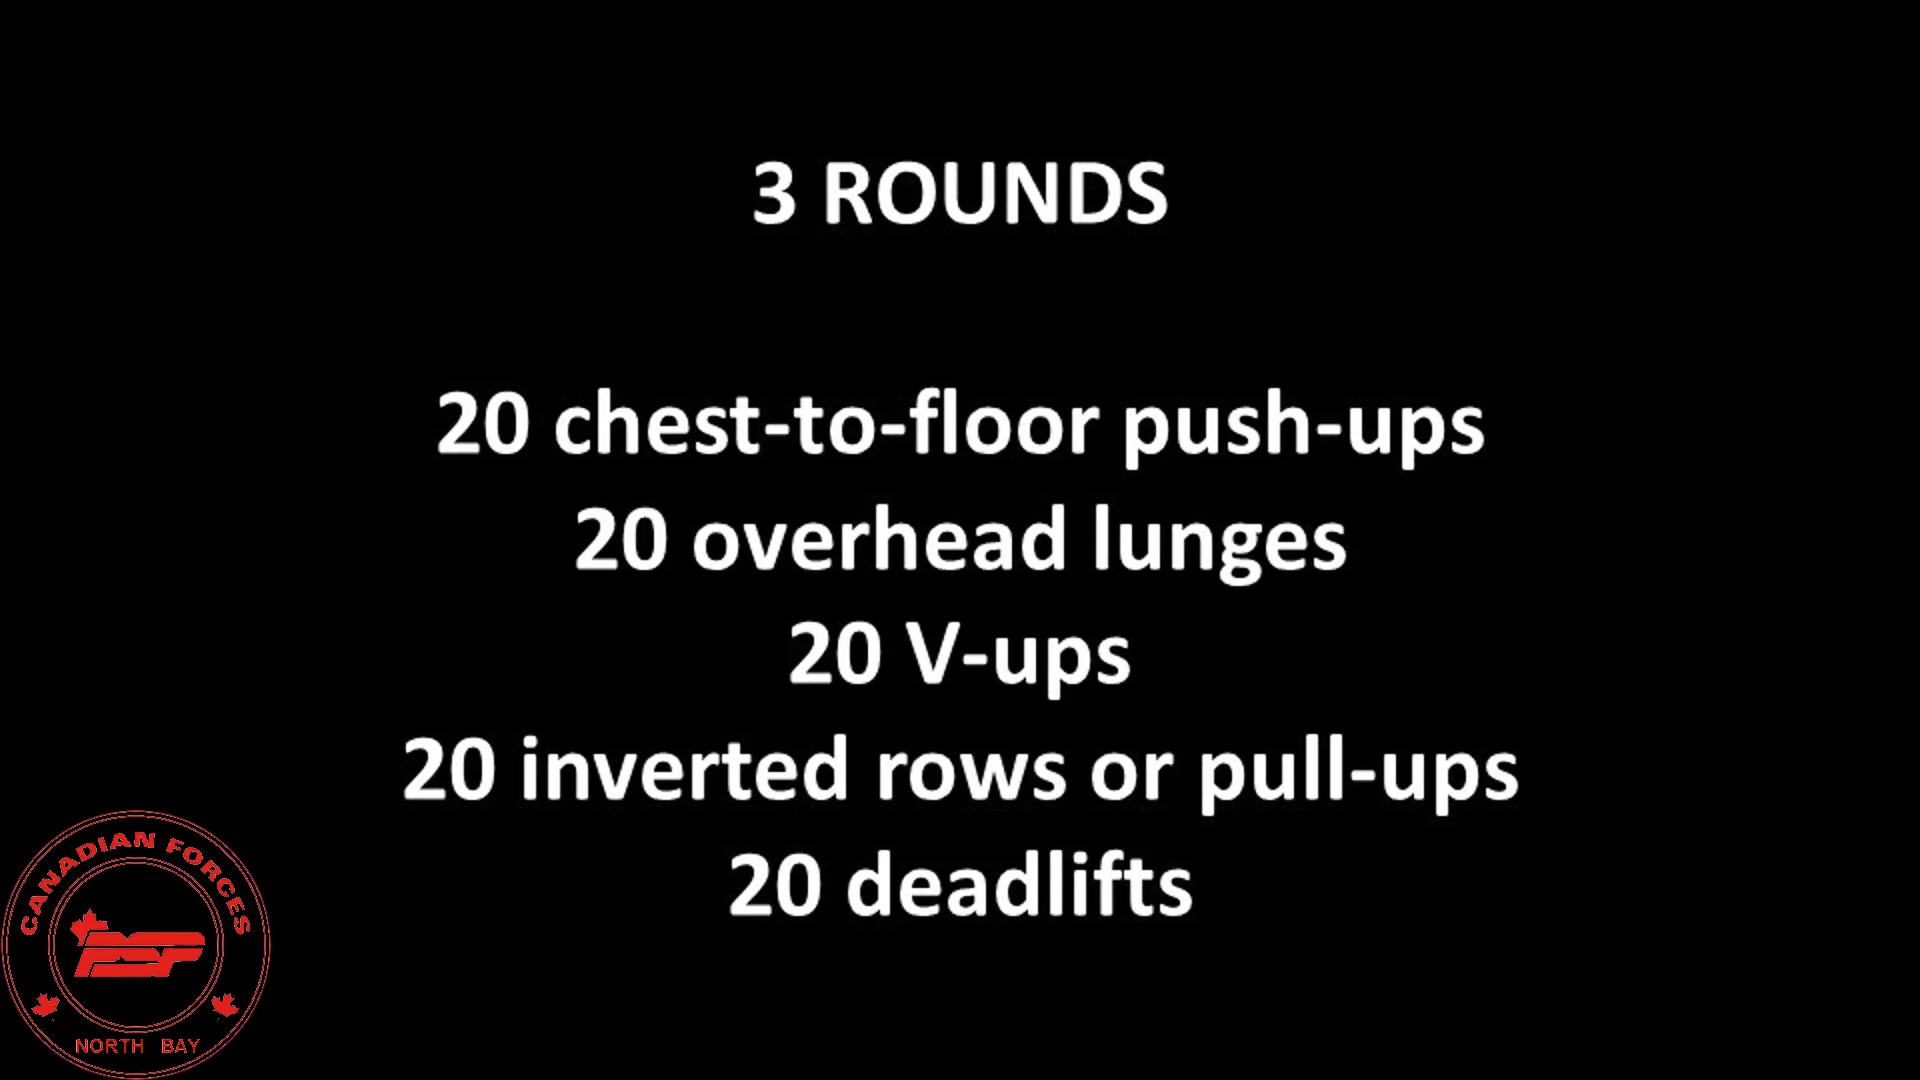 3 ROUNDS
20 chest-to-floor push-ups
20 overhead lunges
20 V-ups
20 inverted rows or pull-ups
20 deadlifts
CANADIAN FORCES
PSP
NORTH BAY